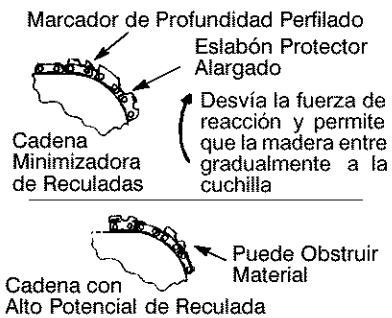 Marcador de Profundidad Perfilado
Eslabón Protector
Alargado
Desvía la fuerza de
reacción y permite
que la madera entre
gradualmente a la
cuchilla
Cadena
Minimizadora
de Reculadas
Puede Obstruir
Material
Cadena con
Alto Potencial de Reculada